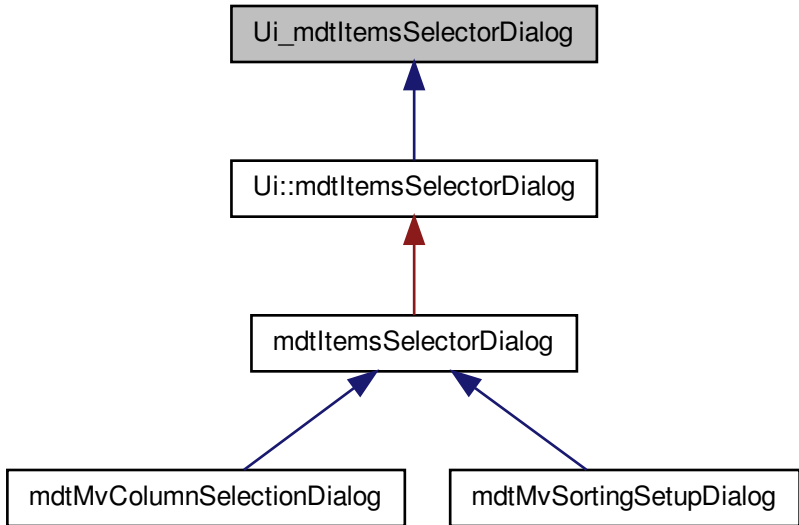 Ui_mdtItemsSelectorDialog
Ui::mdtItemsSelectorDialog
mdtItemsSelectorDialog
mdtMvColumnSelectionDialog
mdtMvSortingSetupDialog